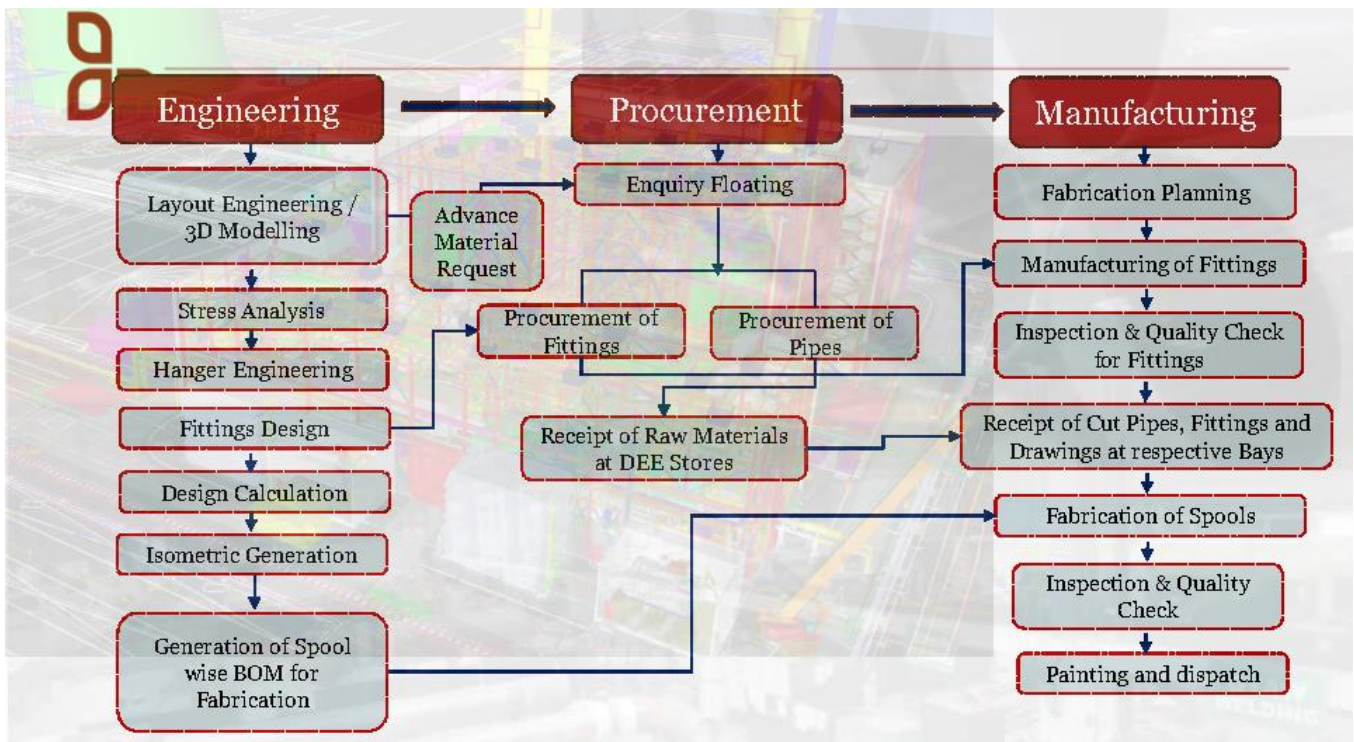 Engineering
Procurement
Manufacturing
Layout Engineering /
3D Modelling
Stress Analysis
Hanger Engineering
Fittings Design
Design Calculation
Isometric Generation
Generation of Spool
wise BOM for
Fabrication
Advance
Material
Request
Enquiry Floating
Procurement of
Fittings
Procurement of
Pipes
Receipt of Raw Materials
at DEE Stores
Fabrication Planning
Manufacturing of Fittings
Inspection & Quality Check
for Fittings
Receipt of Cut Pipes, Fittings and
Drawings at respective Bays
Fabrication of Spools
Inspection & Quality
Check
Painting and dispatch